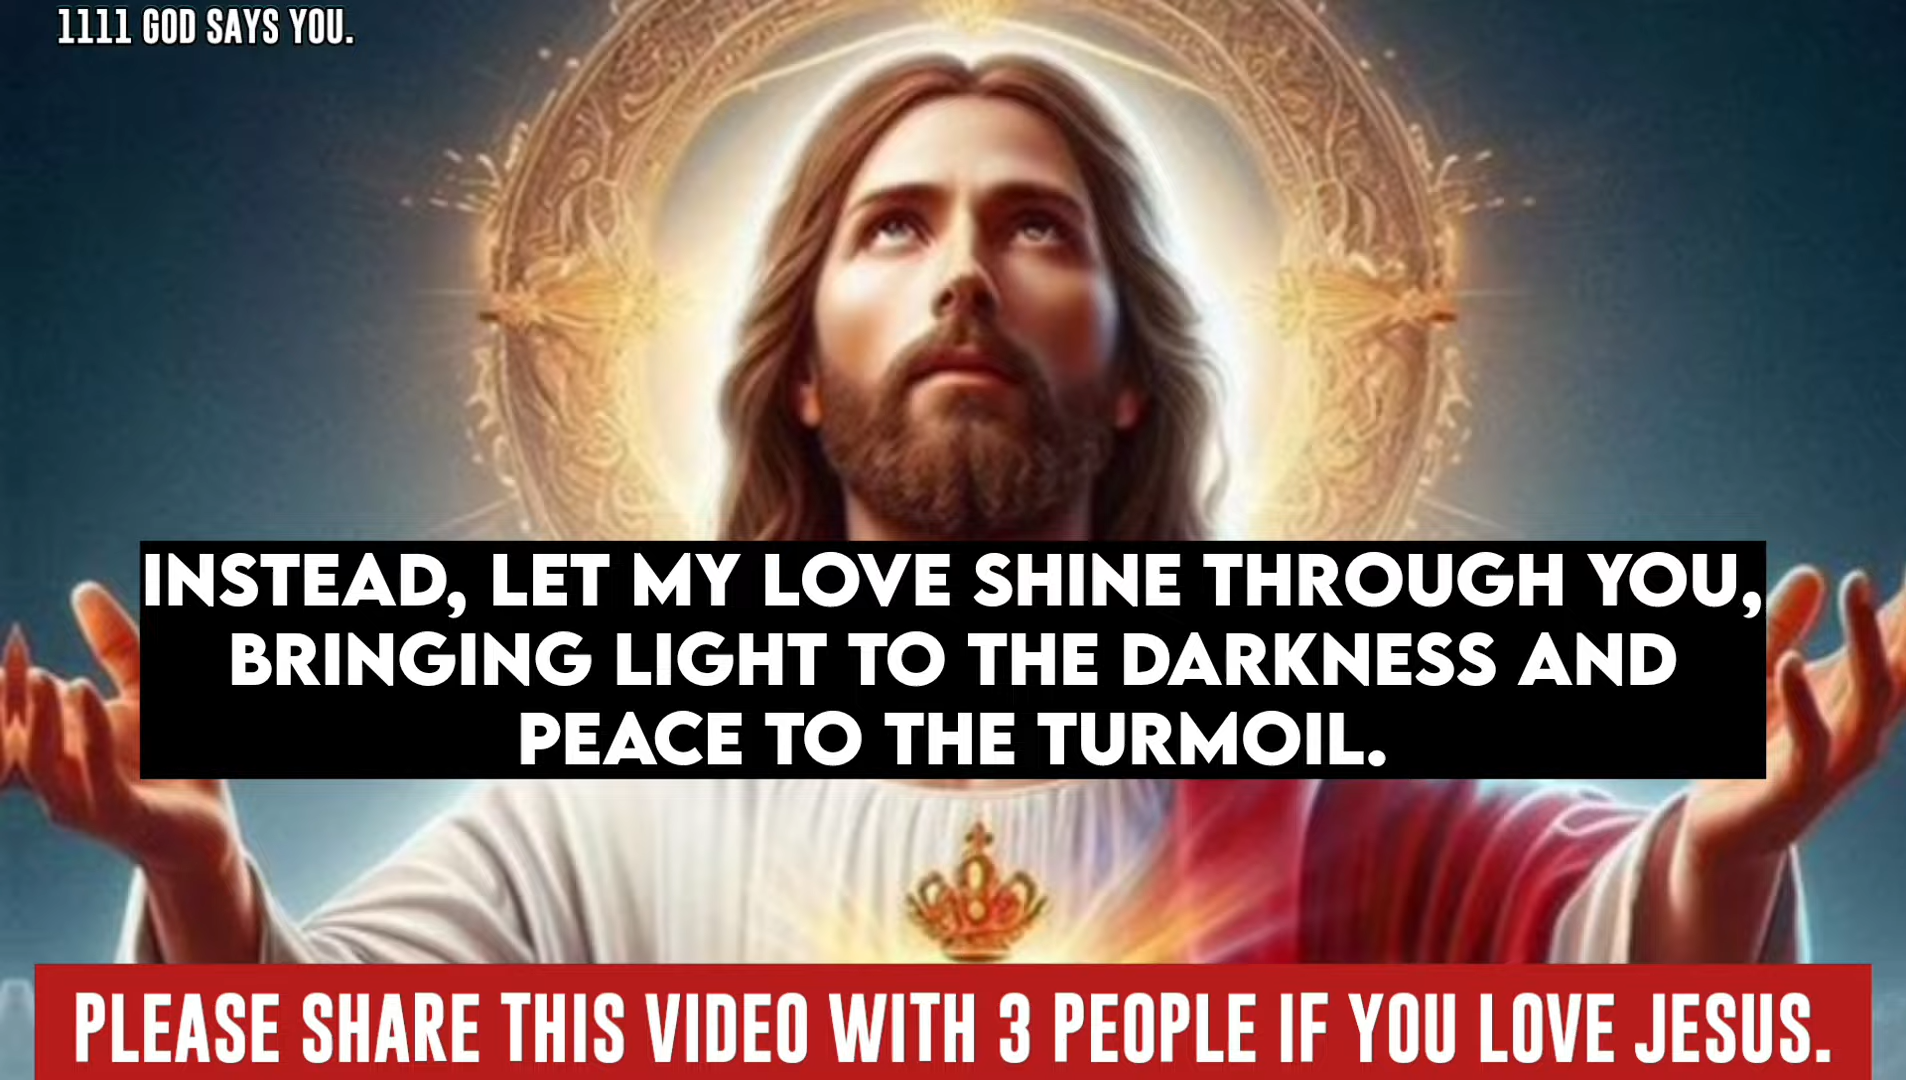 1111 GOD SAYS YOU.
INSTEAD, LET MY LOVE SHINE THROUGH YOU,
BRINGING LIGHT TO THE DARKNESS AND
PEACE TO THE TURMOIL.
PLEASE SHARE THIS VIDEO WITH 3 PEOPLE IF YOU LOVE JESUS.